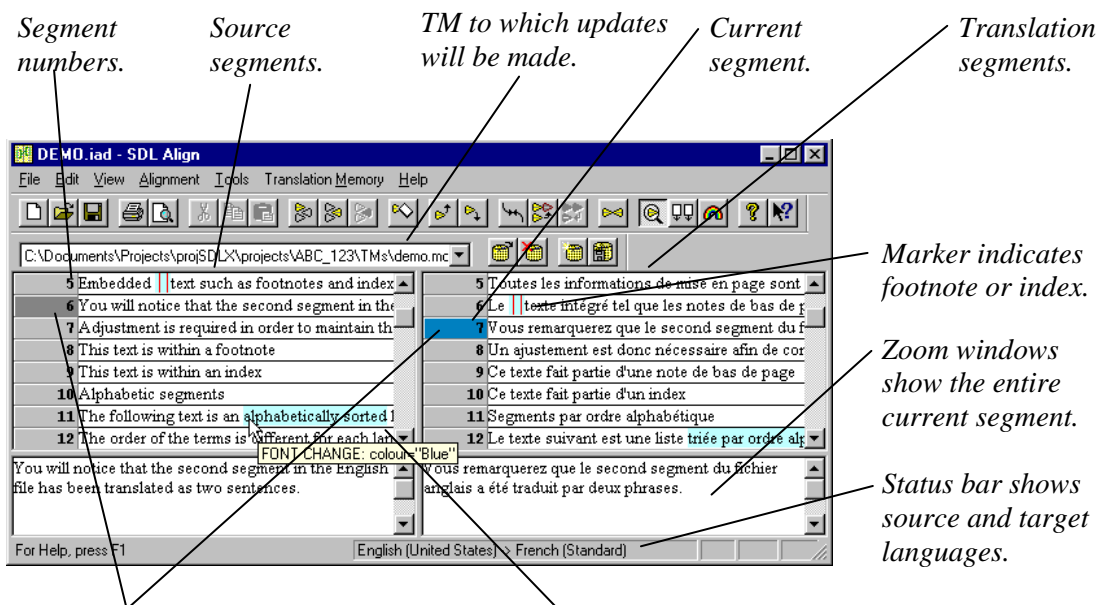 Segment
numbers.
Source
segments.
TM to which updates
will be made.
Current
segment.
Translation
segments.
DEMO.iad - SDL Align
File Edit View Alignment Tools Translation Memory Help
C:\Documents\Projects\projSDLX\projects\ABC_123\TMs\demo.mc
5 Embedded text such as footnotes and index
6 You will notice that the second segment in the
7 Adjustment is required in order to maintain th
8 This text is within a footnote
9 This text is within an index
10 Alphabetic segments
11 The following text is an alphabetically sorted l
12 The order of the terms is different for each lan
5 Toutes les informations de mise en page sont
6 Le texte intégré tel que les notes de bas de p
7 Vous remarquerez que le second segment du f
8 Un ajustement est donc nécessaire afin de cor
9 Ce texte fait partie d'une note de bas de page
10 Ce texte fait partie d'un index
11 Segments par ordre alphabétique
12 Le texte suivant est une liste triée par ordre alp
FONT CHANGE: colour="Blue"
You will notice that the second segment in the English
file has been translated as two sentences.
Vous remarquerez que le second segment du fichier
anglais a été traduit par deux phrases.
For Help, press F1
English (United States) > French (Standard)
Marker indicates
footnote or index.
Zoom windows
show the entire
current segment.
Status bar shows
source and target
languages.